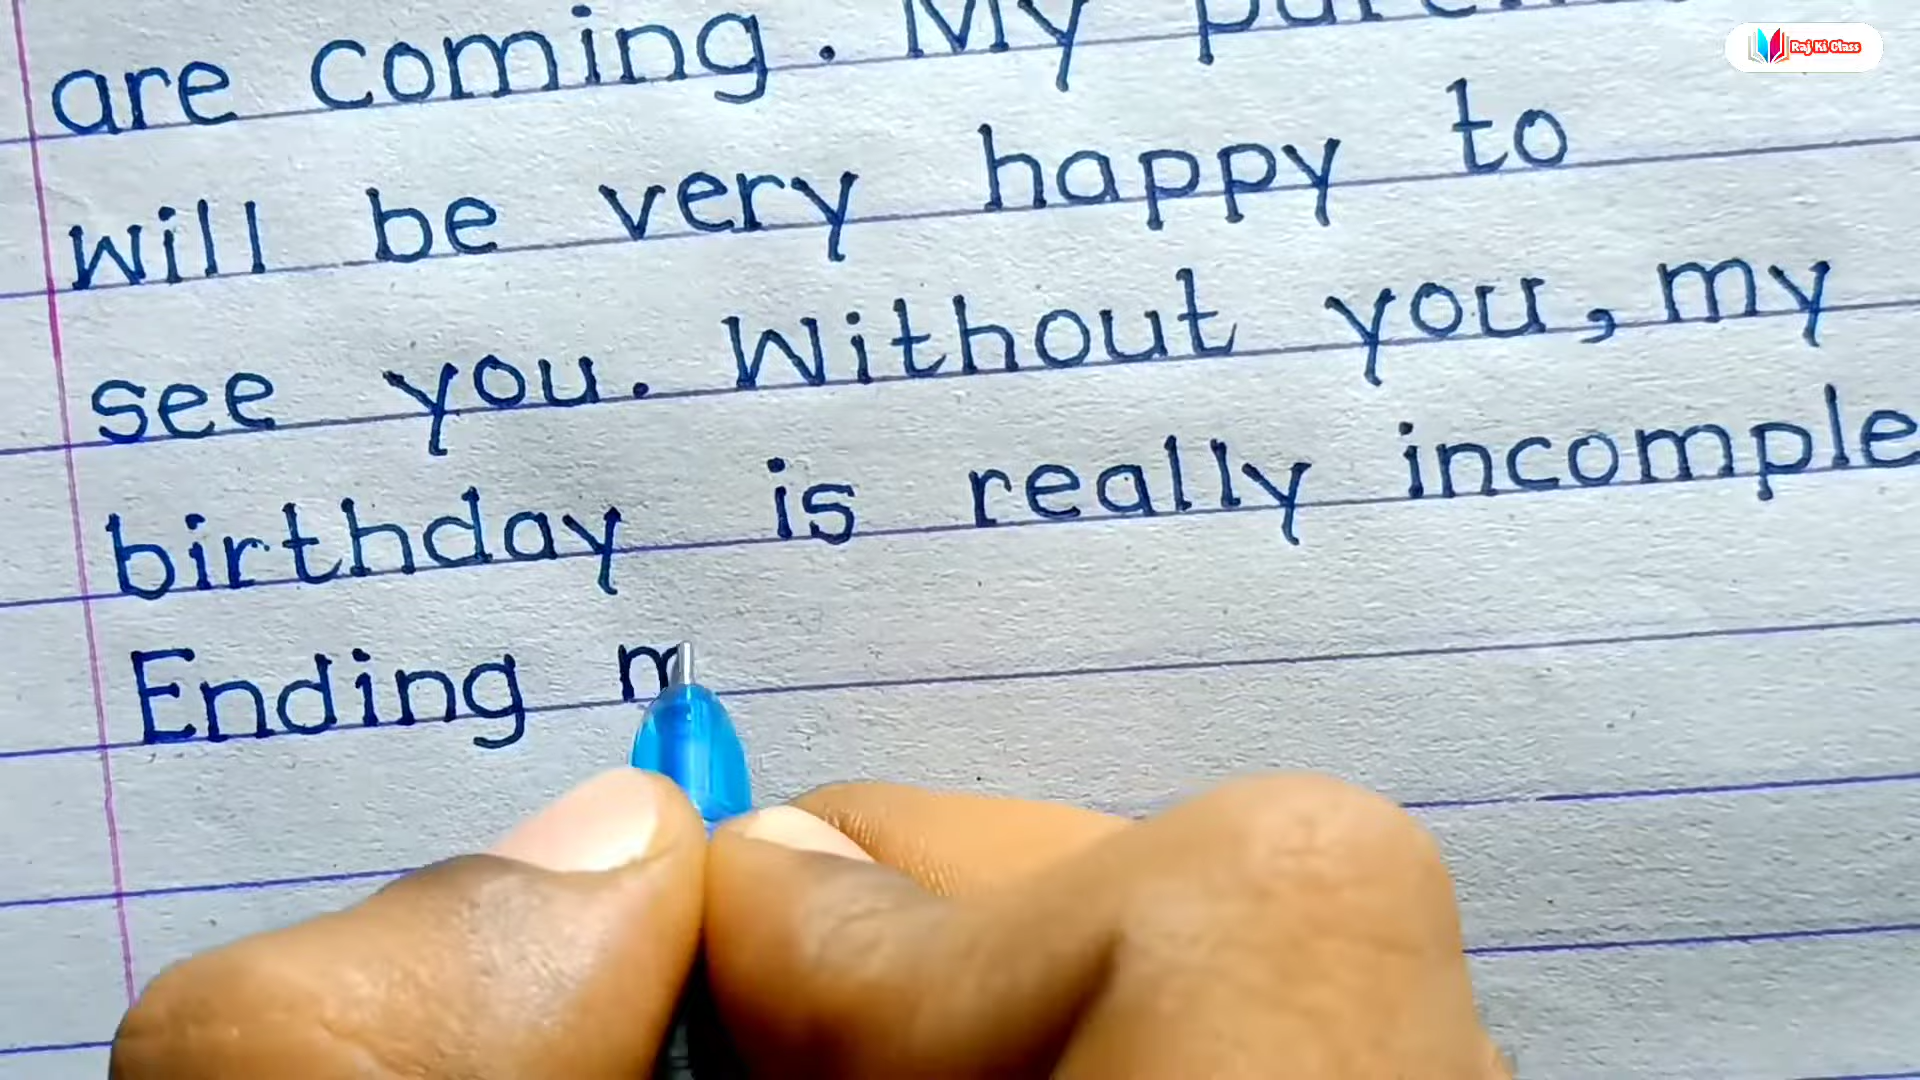 are coming. My
will be very happy to
see you. Without you, my
birthday is really incomple
Ending m
Raj Ki Class